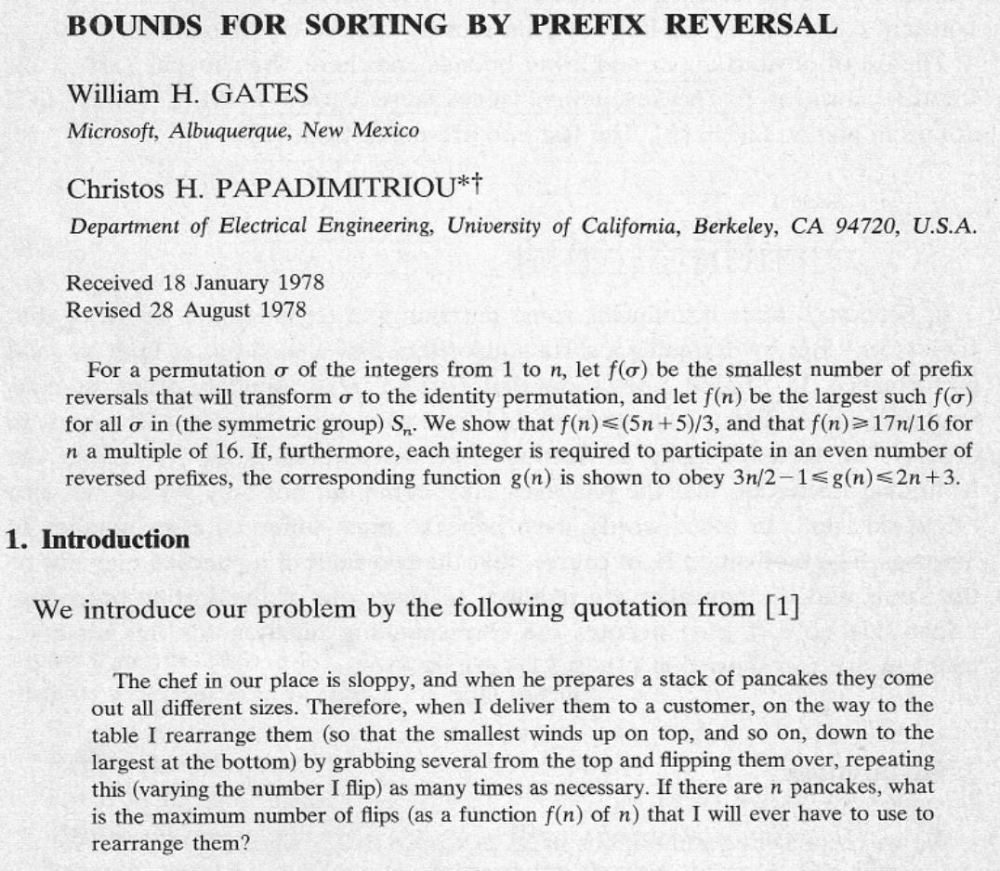 BOUNDS FOR SORTING BY PREFIX REVERSAL
William H. GATES
Microsoft, Albuquerque, New Mexico
Christos H. PAPADIMITRIOU*†
Department of Electrical Engineering, University of California, Berkeley, CA 94720, U.S.A.
Received 18 January 1978
Revised 28 August 1978
For a permutation σ of the integers from 1 to n, let f(σ) be the smallest number of prefix
reversals that will transform σ to the identity permutation, and let f(n) be the largest such f(σ)
for all σ in (the symmetric group) Sₙ. We show that f(n)≤(5n+5)/3, and that f(n)≥17n/16 for
n a multiple of 16. If, furthermore, each integer is required to participate in an even number of
reversed prefixes, the corresponding function g(n) is shown to obey 3n/2−1≤g(n)≤2n+3.
1. Introduction
We introduce our problem by the following quotation from [1]
The chef in our place is sloppy, and when he prepares a stack of pancakes they come
out all different sizes. Therefore, when I deliver them to a customer, on the way to the
table I rearrange them (so that the smallest winds up on top, and so on, down to the
largest at the bottom) by grabbing several from the top and flipping them over, repeating
this (varying the number I flip) as many times as necessary. If there are n pancakes, what
is the maximum number of flips (as a function f(n) of n) that I will ever have to use to
rearrange them?